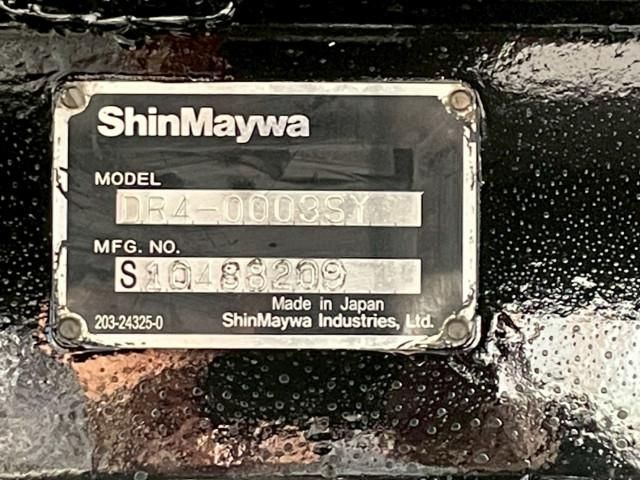 ShinMaywa
MODEL
DR4-0003SY
MFG. NO.
S10488209
Made in Japan
203-24325-0 ShinMaywa Industries, Ltd.